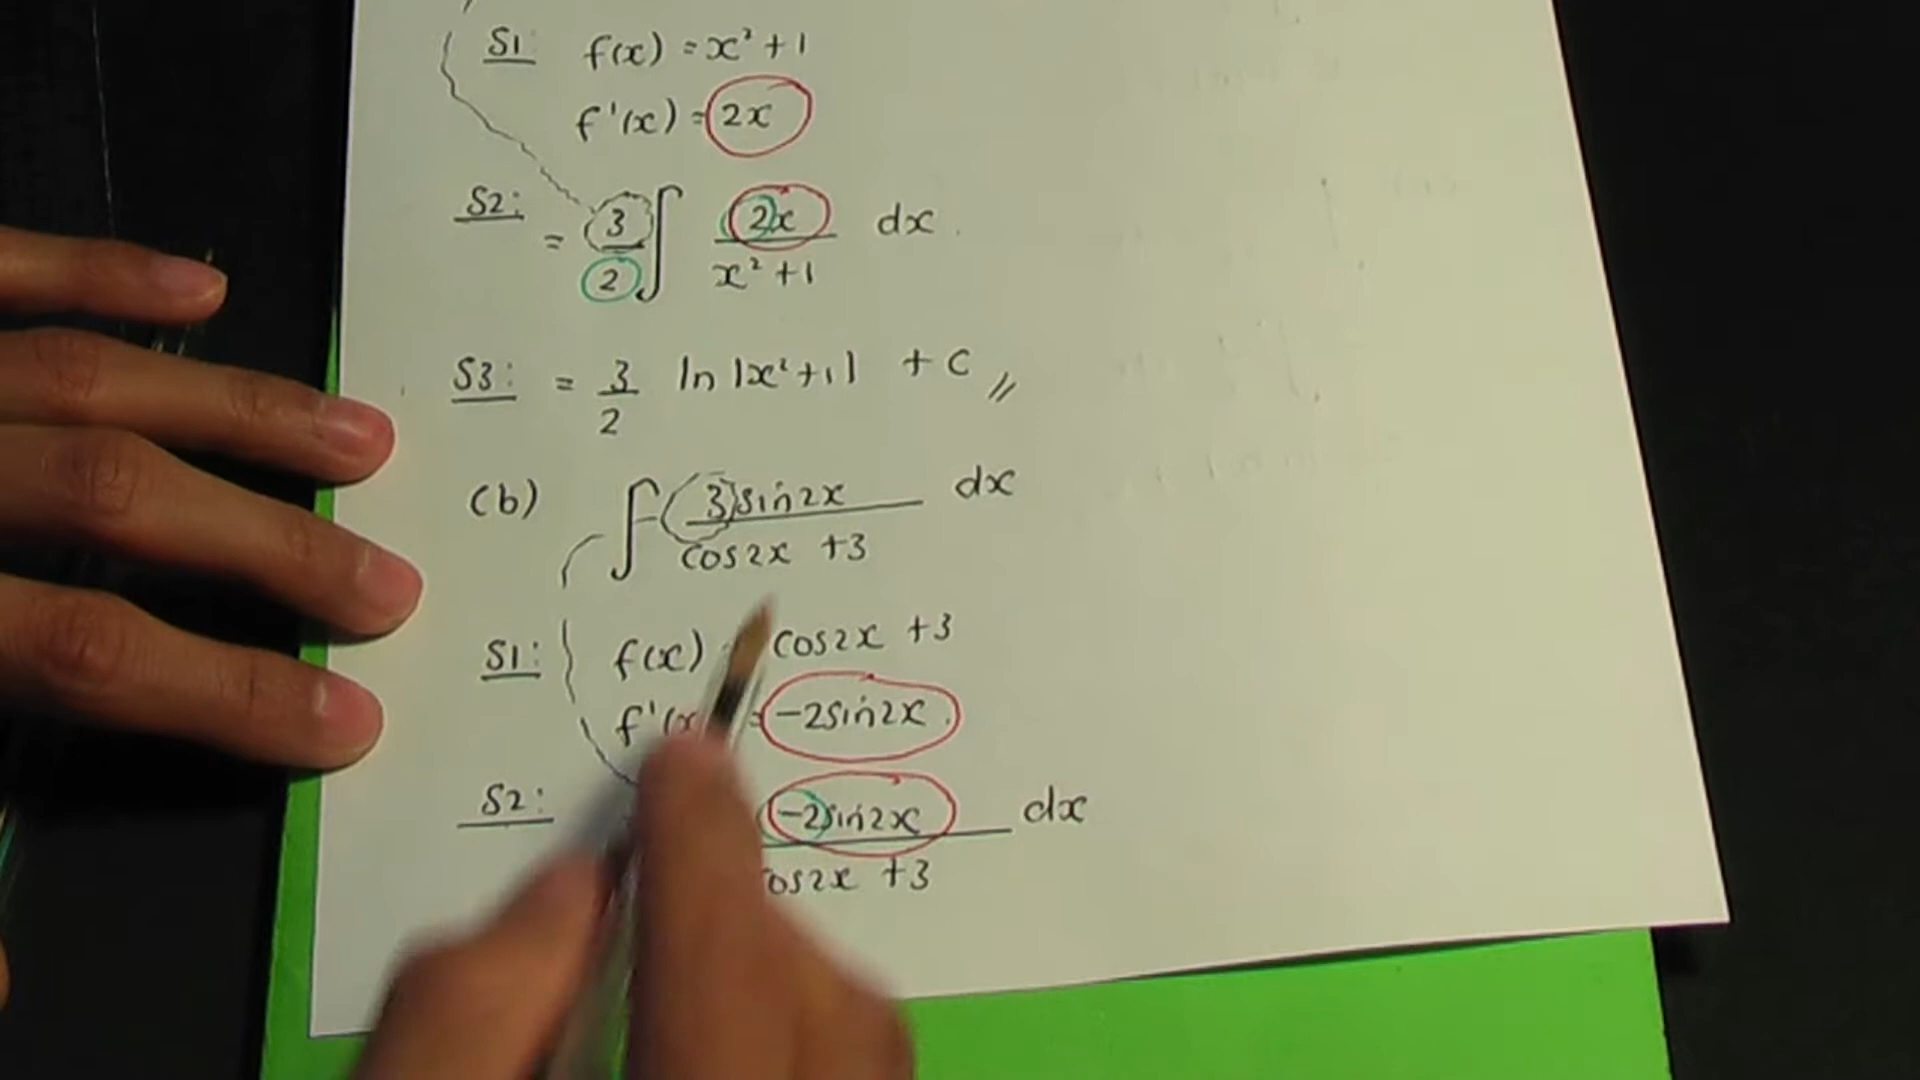 S1: f(x) = x² + 1
f'(x) = 2x
S2: = 3/2 ∫ 2x / x² + 1 dx
S3: = 3/2 ln |x² + 1| + C //
(b) ∫ 3 sin2x / cos2x + 3 dx
S1: f(x) cos2x + 3
f'(x = -2sin2x
S2: -2sin2x / os2x + 3 dx